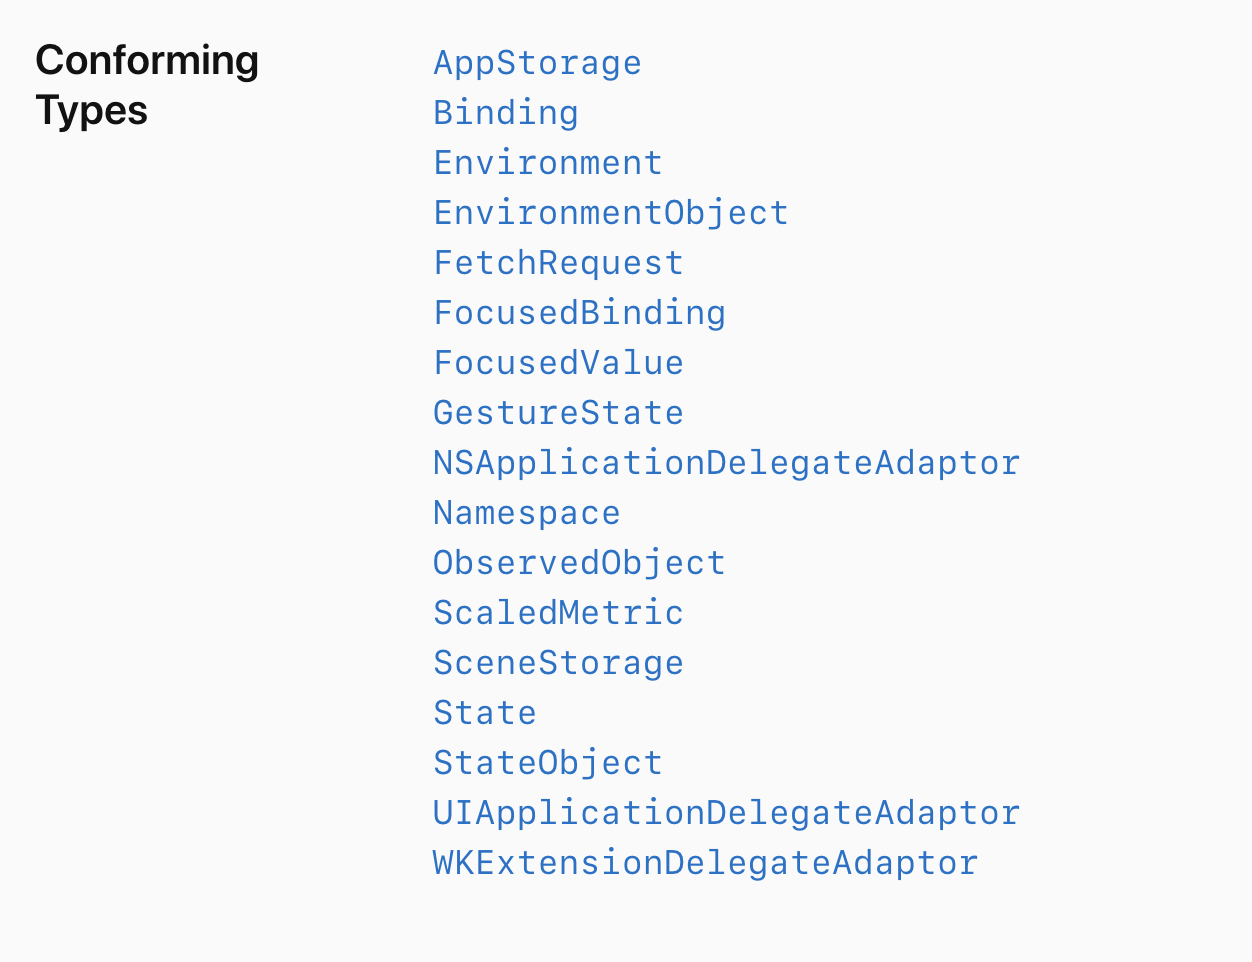 Conforming
Types
AppStorage
Binding
Environment
EnvironmentObject
FetchRequest
FocusedBinding
FocusedValue
GestureState
NSApplicationDelegateAdaptor
Namespace
ObservedObject
ScaledMetric
SceneStorage
State
StateObject
UIApplicationDelegateAdaptor
WKExtensionDelegateAdaptor